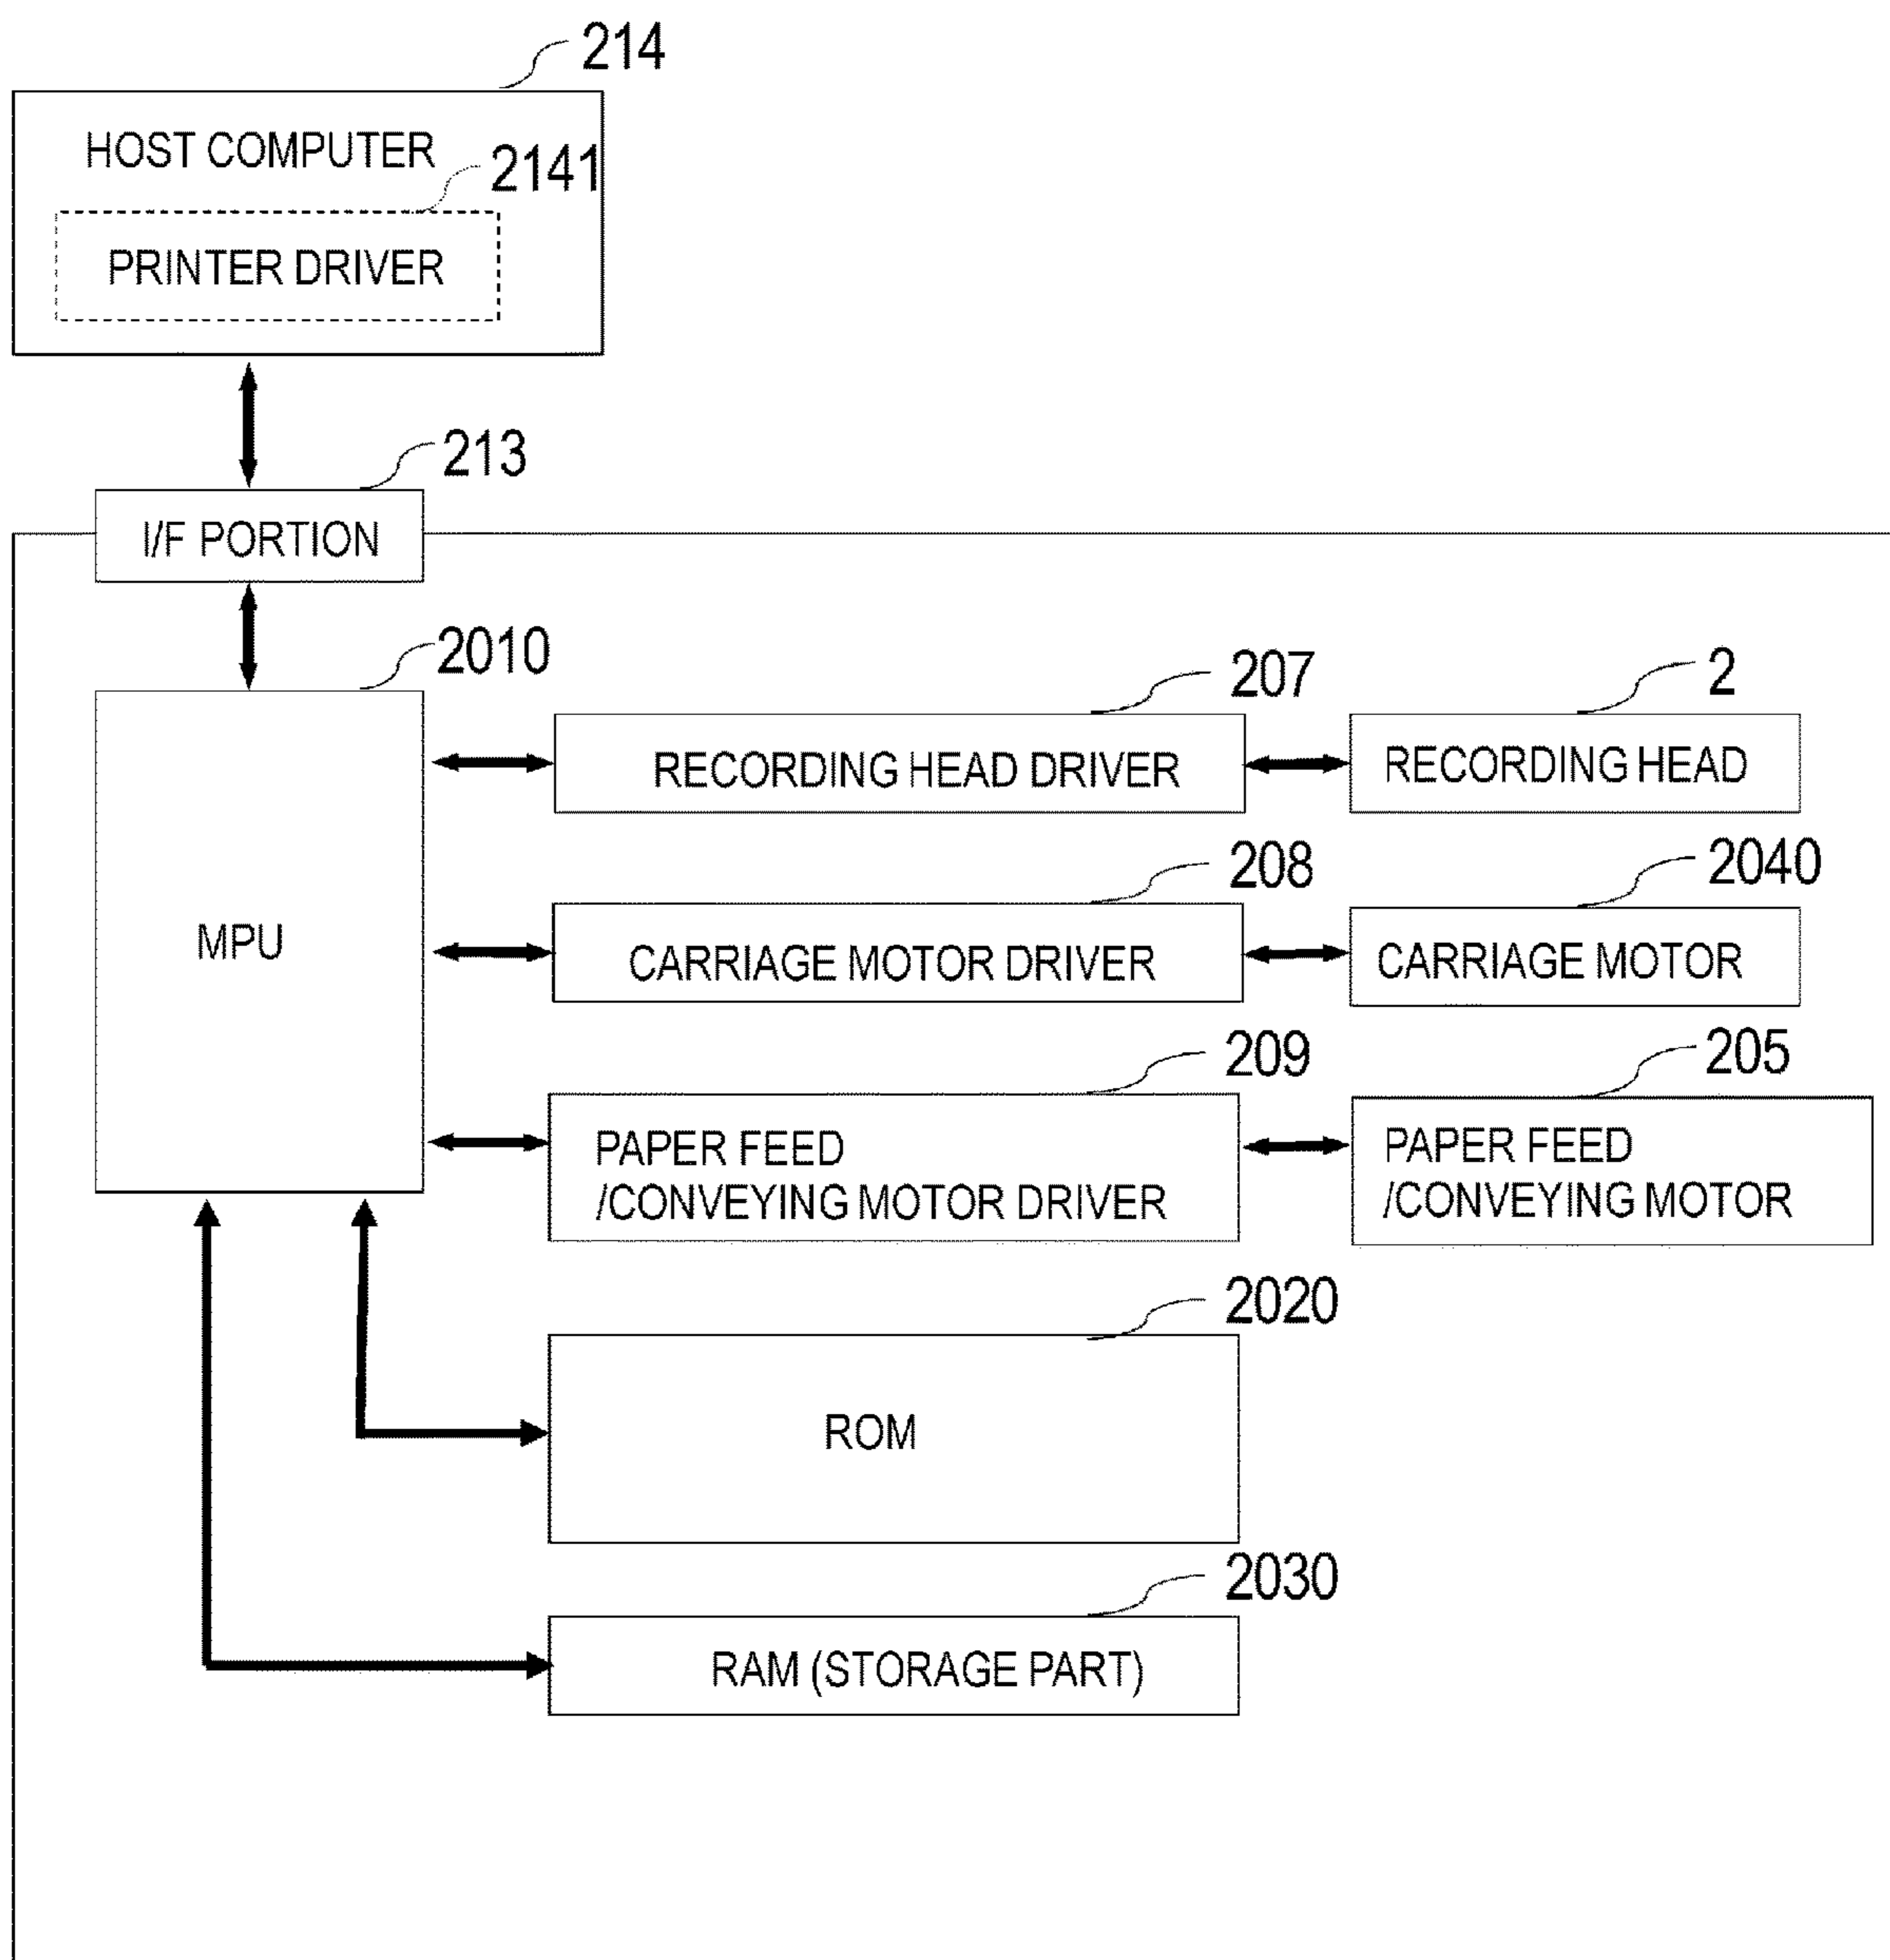 214
HOST COMPUTER
2141
PRINTER DRIVER
213
I/F PORTION
2010
MPU
207
RECORDING HEAD DRIVER
2
RECORDING HEAD
208
CARRIAGE MOTOR DRIVER
2040
CARRIAGE MOTOR
209
PAPER FEED
/CONVEYING MOTOR DRIVER
205
PAPER FEED
/CONVEYING MOTOR
2020
ROM
2030
RAM (STORAGE PART)